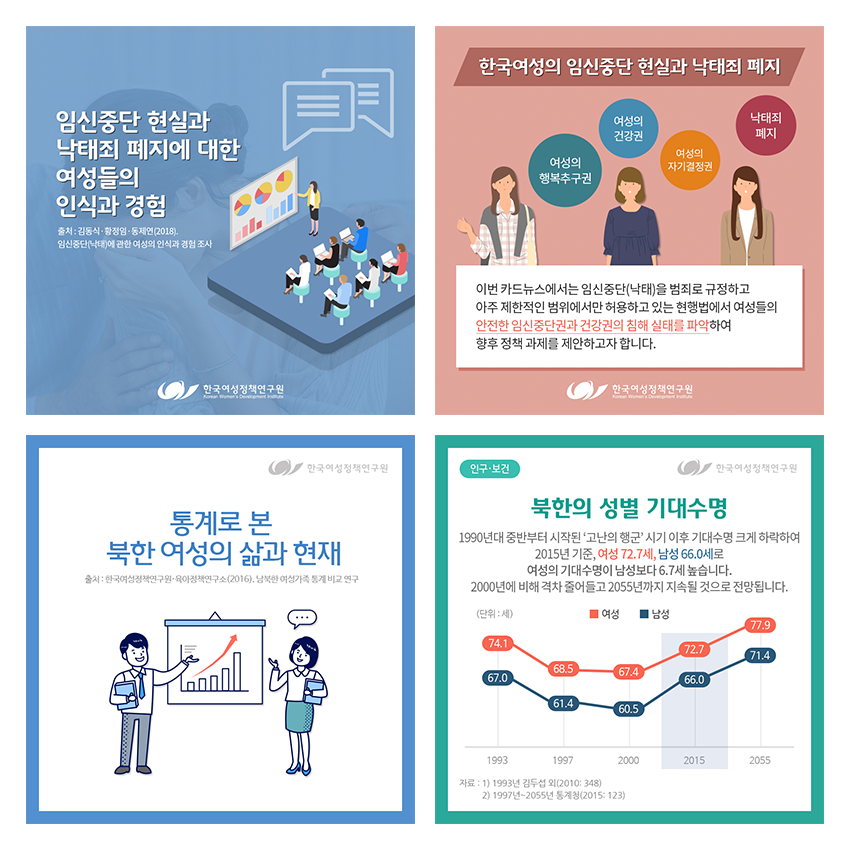 임신중단 현실과
낙태죄 폐지에 대한
여성들의
인식과 경험
출처 : 김동식·황정임·동제연(2018).
임신중단(낙태)에 관한 여성의 인식과 경험 조사
한국여성정책연구원
Korean Women's Development Institute
한국여성의 임신중단 현실과 낙태죄 폐지
여성의
행복추구권
여성의
건강권
여성의
자기결정권
낙태죄
폐지
이번 카드뉴스에서는 임신중단(낙태)을 범죄로 규정하고
아주 제한적인 범위에서만 허용하고 있는 현행법에서 여성들의
안전한 임신중단권과 건강권의 침해 실태를 파악하여
향후 정책 과제를 제안하고자 합니다.
한국여성정책연구원
Korean Women's Development Institute
한국여성정책연구원
통계로 본
북한 여성의 삶과 현재
출처 : 한국여성정책연구원·육아정책연구소(2016), 남북한 여성가족 통계 비교 연구
인구·보건
한국여성정책연구원
북한의 성별 기대수명
1990년대 중반부터 시작된 ‘고난의 행군’ 시기 이후 기대수명 크게 하락하여
2015년 기준, 여성 72.7세, 남성 66.0세로
여성의 기대수명이 남성보다 6.7세 높습니다.
2000년에 비해 격차 줄어들고 2055년까지 지속될 것으로 전망됩니다.
(단위 : 세)
여성
남성
74.1
68.5
67.4
72.7
77.9
67.0
61.4
60.5
66.0
71.4
1993
1997
2000
2015
2055
자료 : 1) 1993년 김두섭 외(2010: 348)
2) 1997년~2055년 통계청(2015: 123)